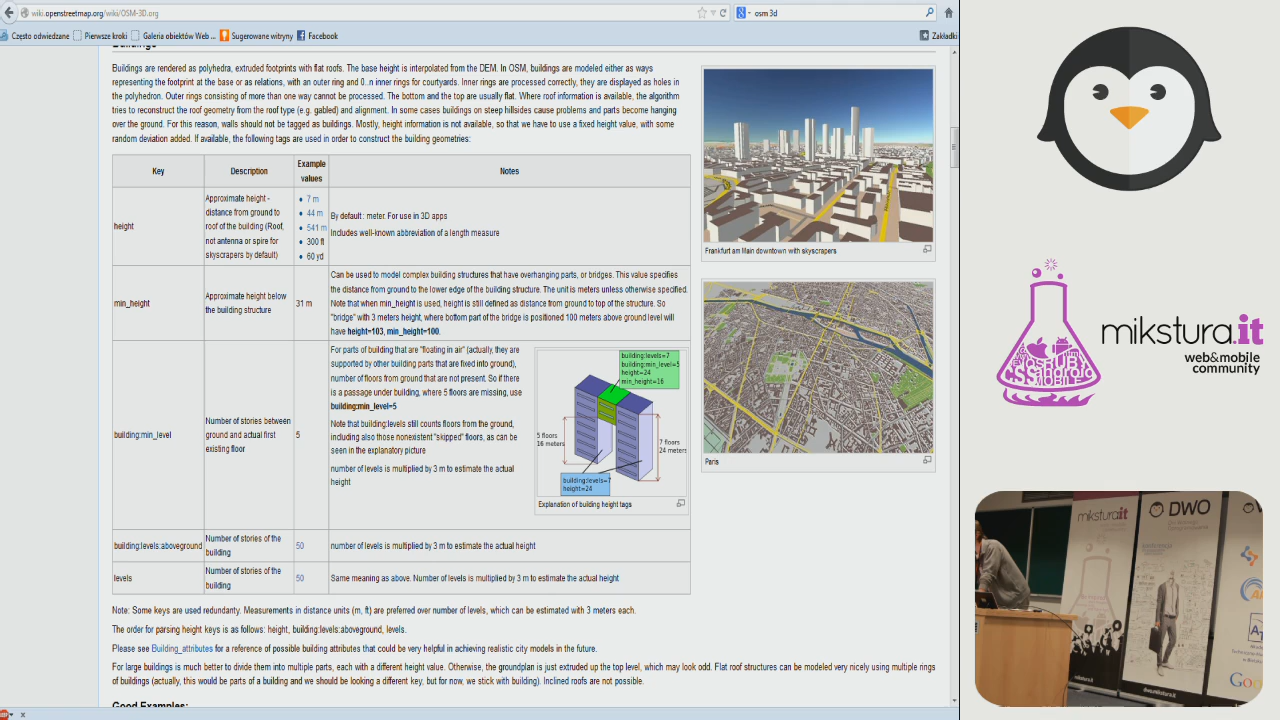 wiki.openstreetmap.org/wiki/OSM-3D.org
osm 3d
Często odwiedzane
Pierwsze kroki
Galeria obiektów Web ...
Sugerowane witryny
Facebook
Zakładki
Buildings
Buildings are rendered as polyhedra, extruded footprints with flat roofs. The base height is interpolated from the DEM. In OSM, buildings are modeled either as ways
representing the footprint at the base or as relations, with an outer ring and 0..n inner rings for courtyards. Inner rings are processed correctly, they are displayed as holes in
the polyhedron. Outer rings consisting of more than one way cannot be processed. The bottom and the top are usually flat. Where roof information is available, the algorithm
tries to reconstruct the roof geometry from the roof type (e.g. gabled) and alignment. In some cases buildings on steep hillsides cause problems and parts become hanging
over the ground. For this reason, walls should not be tagged as buildings. Mostly, height information is not available, so that we have to use a fixed height value, with some
random deviation added. If available, the following tags are used in order to construct the building geometries:
Key
Description
Example
values
Notes
height
Approximate height -
distance from ground to
roof of the building (Roof,
not antenna or spire for
skyscrapers by default)
7 m
44 m
541 m
300 ft
60 yd
By default : meter. For use in 3D apps
Includes well-known abbreviation of a length measure
min_height
Approximate height below
the building structure
31 m
Can be used to model complex building structures that have overhanging parts, or bridges. This value specifies
the distance from ground to the lower edge of the building structure. The unit is meters unless otherwise specified.
Note that when min_height is used, height is still defined as distance from ground to top of the structure. So
"bridge" with 3 meters height, where bottom part of the bridge is positioned 100 meters above ground level will
have height=103, min_height=100.
building:min_level
Number of stories between
ground and actual first
existing floor
5
For parts of building that are "floating in air" (actually, they are
supported by other building parts that are fixed into ground),
number of floors from ground that are not present. So if there
is a passage under building, where 5 floors are missing, use
building:min_level=5
Note that building:levels still counts floors from the ground,
including also those nonexistent "skipped" floors, as can be
seen in the explanatory picture
number of levels is multiplied by 3 m to estimate the actual
height
building:levels=7
building:min_level=5
height=24
min_height=16
5 floors
16 meters
7 floors
24 meters
building:levels=7
height=24
Explanation of building height tags
building:levels:aboveground
Number of stories of the
building
50
number of levels is multiplied by 3 m to estimate the actual height
levels
Number of stories of the
building
50
Same meaning as above. Number of levels is multiplied by 3 m to estimate the actual height
Note: Some keys are used redundanty. Measurements in distance units (m, ft) are preferred over number of levels, which can be estimated with 3 meters each.
The order for parsing height keys is as follows: height, building:levels:aboveground, levels.
Please see Building_attributes for a reference of possible building attributes that could be very helpful in achieving realistic city models in the future.
For large buildings is much better to divide them into multiple parts, each with a different height value. Otherwise, the groundplan is just extruded up the top level, which may look odd. Flat roof structures can be modeled very nicely using multiple rings
of buildings (actually, this would be parts of a building and we should be looking a different key, but for now, we stick with building). Inclined roofs are not possible.
Good Examples:
Frankfurt am Main downtown with skyscrapers
Paris
mikstura.it
web&mobile
community
mikstura.it
DWO
Goo